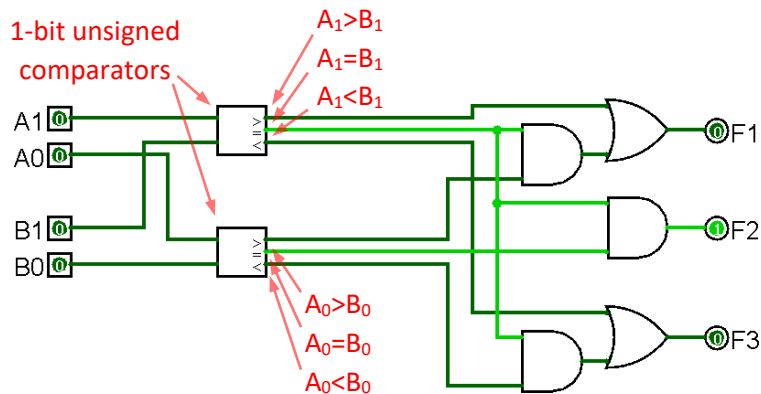 1-bit unsigned
comparators
A₁>B₁
A₁=B₁
A₁<B₁
A1 0
A0 0
B1 0
B0 0
>
=
<
>
=
<
0 F1
1 F2
0 F3
A₀>B₀
A₀=B₀
A₀<B₀